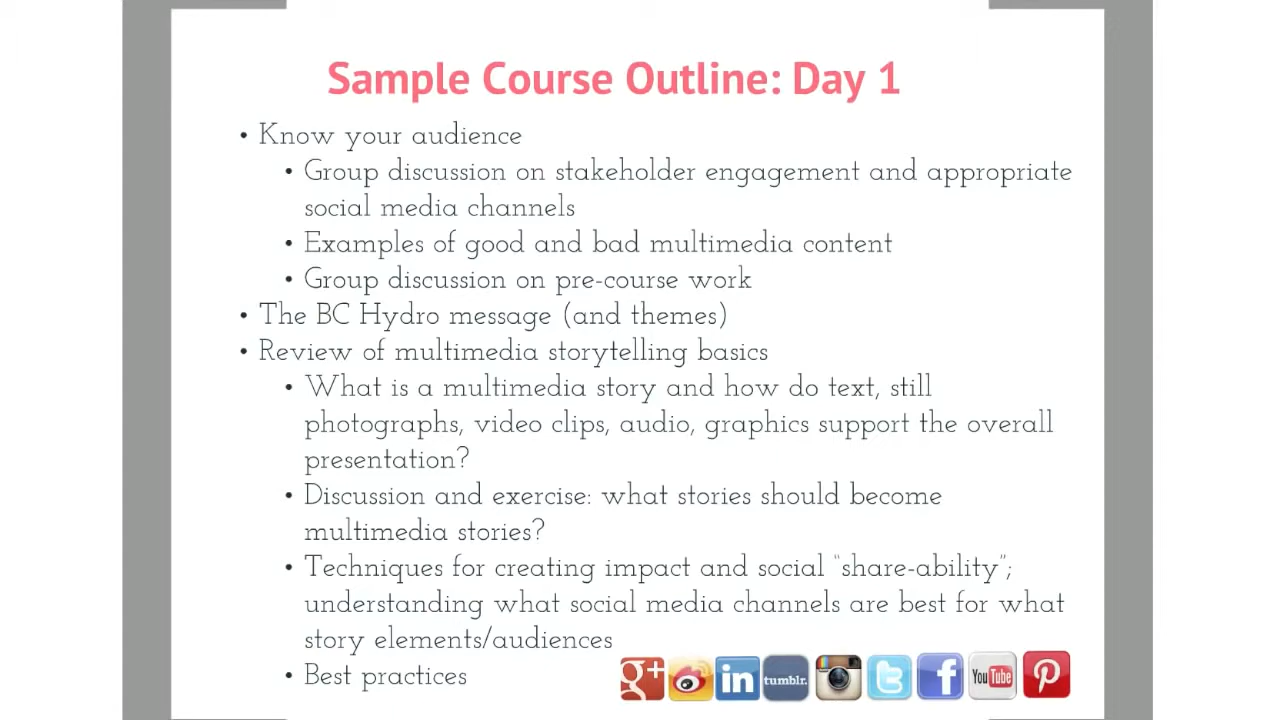 Sample Course Outline: Day 1
• Know your audience
• Group discussion on stakeholder engagement and appropriate
social media channels
• Examples of good and bad multimedia content
• Group discussion on pre-course work
• The BC Hydro message (and themes)
• Review of multimedia storytelling basics
• What is a multimedia story and how do text, still
photographs, video clips, audio, graphics support the overall
presentation?
• Discussion and exercise: what stories should become
multimedia stories?
• Techniques for creating impact and social “share-ability”;
understanding what social media channels are best for what
story elements/audiences
• Best practices
g+ in tumblr. t f YouTube P